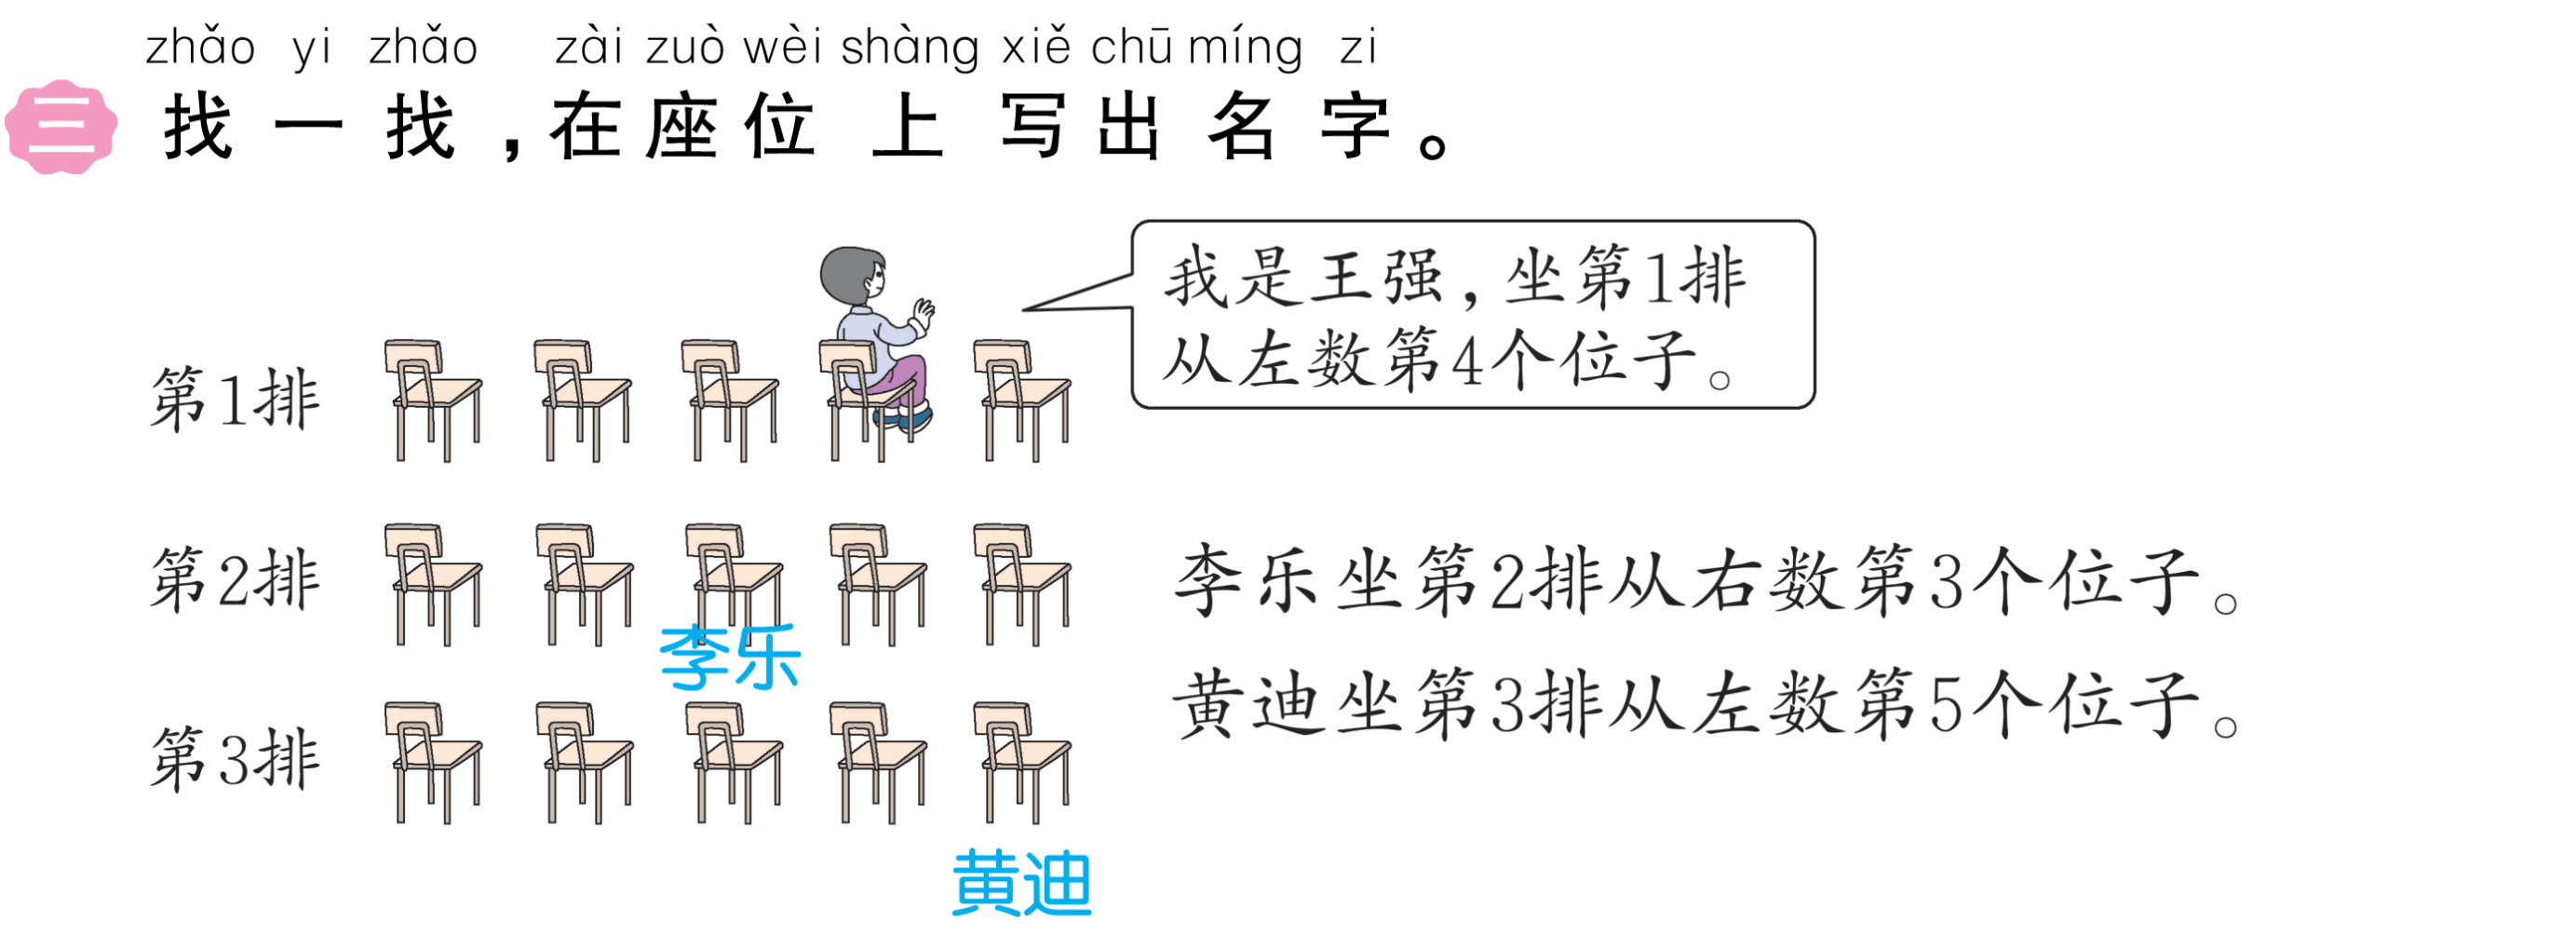 zhǎo yi zhǎo zài zuò wèi shàng xiě chū míng zi
三 找一找,在座位上写出名字。
我是王强,坐第1排
从左数第4个位子。
第1排
第2排
李乐坐第2排从右数第3个位子。
李乐
黄迪坐第3排从左数第5个位子。
第3排
黄迪